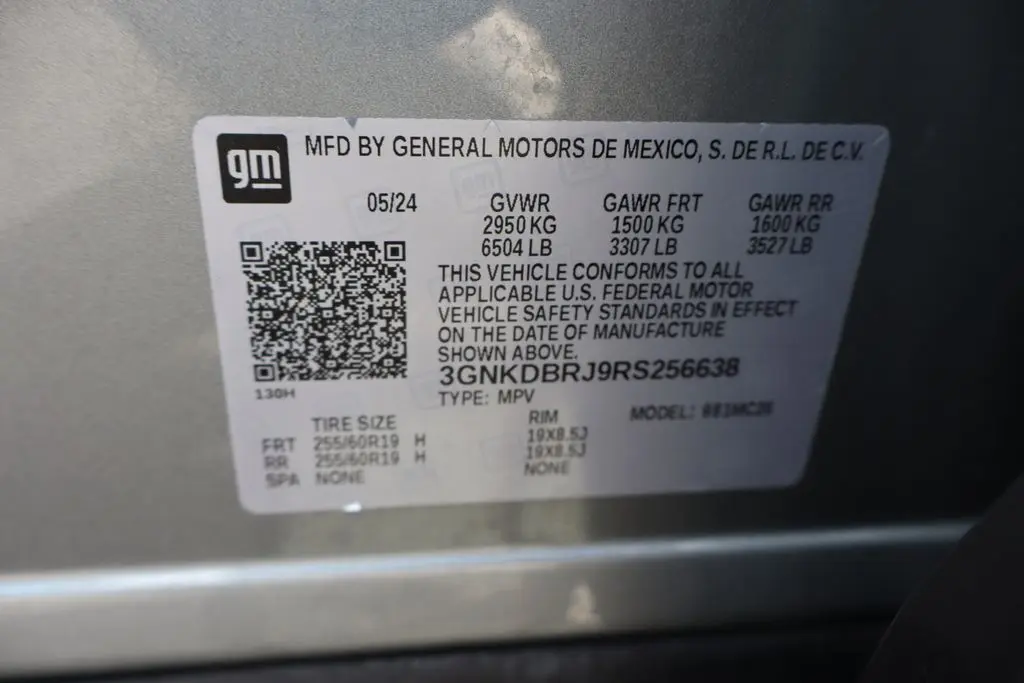 gm
MFD BY GENERAL MOTORS DE MEXICO, S. DE R.L. DE C.V.
05/24 GVWR GAWR FRT GAWR RR
2950 KG 1500 KG 1600 KG
6504 LB 3307 LB 3527 LB
THIS VEHICLE CONFORMS TO ALL
APPLICABLE U.S. FEDERAL MOTOR
VEHICLE SAFETY STANDARDS IN EFFECT
ON THE DATE OF MANUFACTURE
SHOWN ABOVE.
3GNKDBRJ9RS256638
130H
TYPE: MPV
TIRE SIZE RIM MODEL:
FRT 255/60R19 H 19X8.5J
RR 255/60R19 H 19X8.5J
SPA NONE NONE